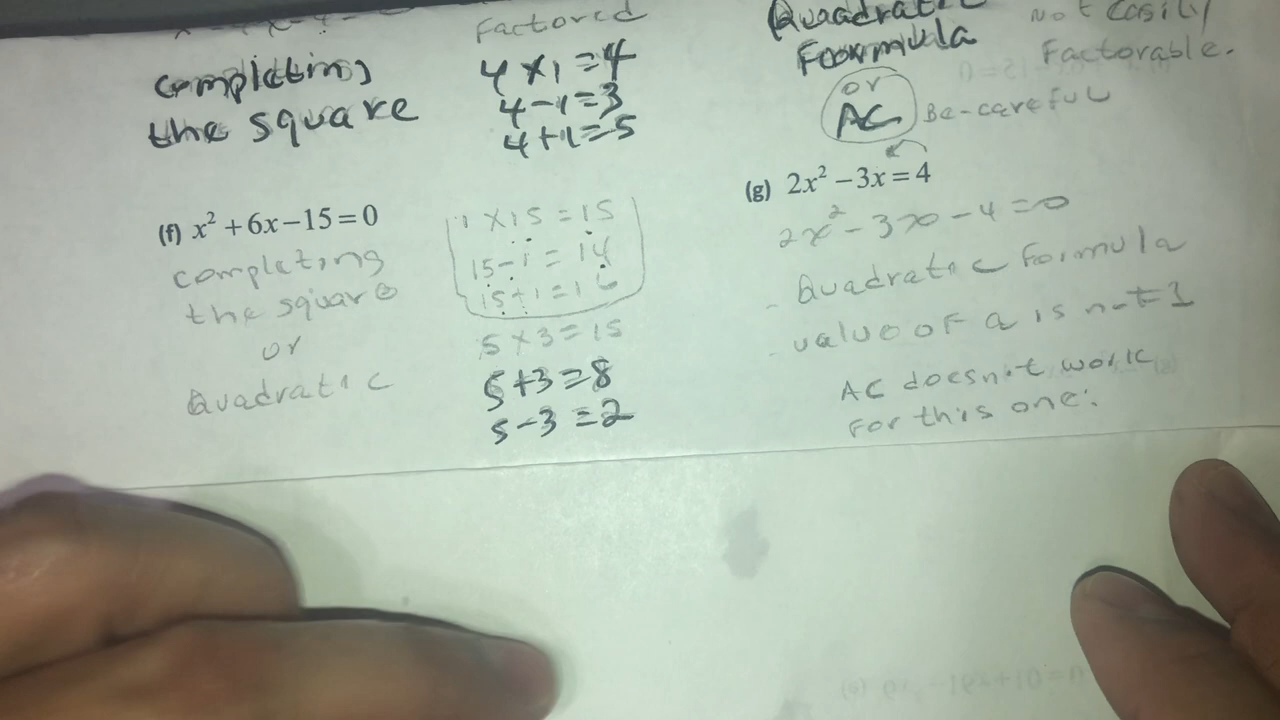 Factored
completing
the square
4 × 1 = 4
4 - 1 = 3
4 + 1 = 5
Quadratic
Formula
or
AC
Not easily
Factorable.
Be-careful
(f) x² + 6x − 15 = 0
completing
the square
or
Quadratic
1 × 15 = 15
15 - 1 = 14
15 + 1 = 16
5 × 3 = 15
5 + 3 = 8
5 - 3 = 2
(g) 2x² − 3x = 4
2x² - 3x - 4 = 0
- Quadratic Formula
- value of a is not = 1
AC doesn't work
For this one.